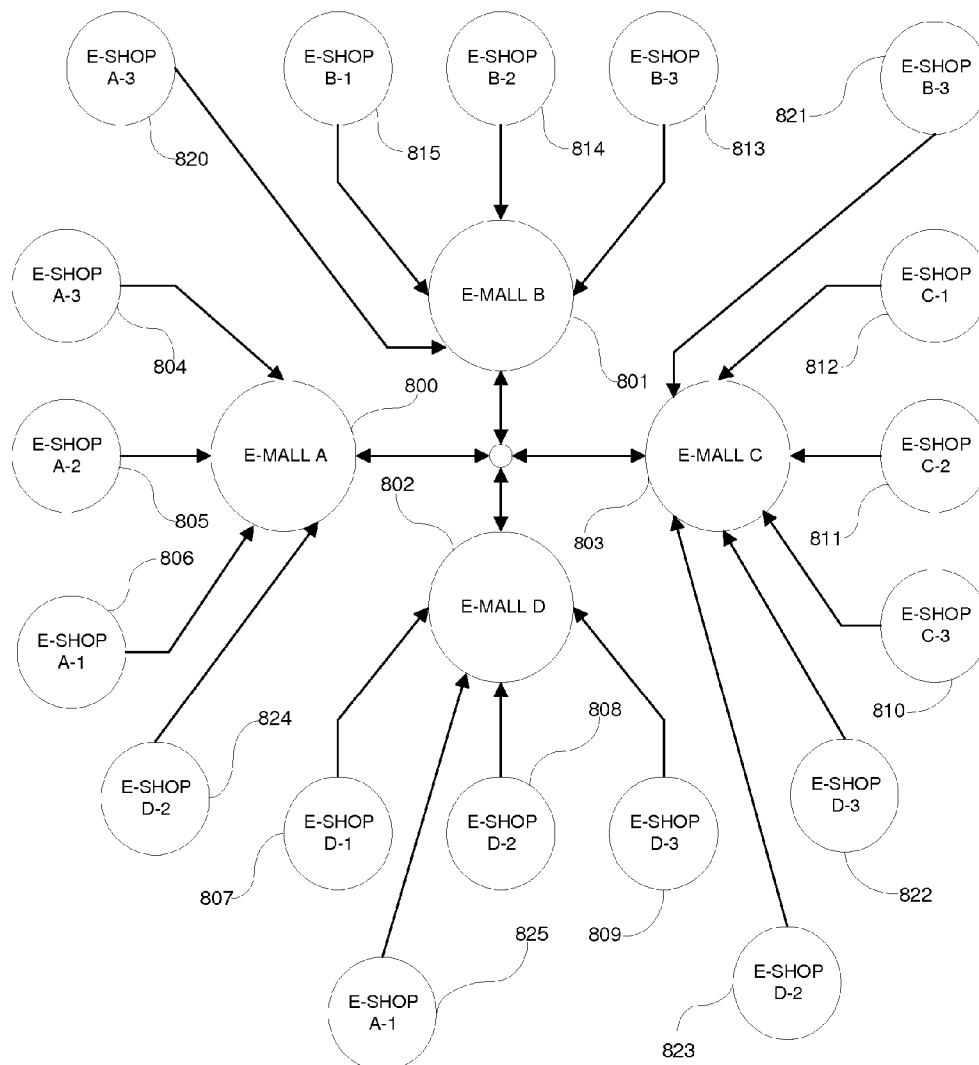 E-SHOP
A-3
E-SHOP
B-1
E-SHOP
B-2
E-SHOP
B-3
E-SHOP
B-3
820
815
814
813
821
E-SHOP
A-3
804
E-MALL B
801
E-SHOP
C-1
812
800
E-SHOP
A-2
805
E-MALL A
E-MALL C
803
E-SHOP
C-2
811
802
806
E-SHOP
A-1
E-MALL D
E-SHOP
C-3
810
824
808
E-SHOP
D-2
E-SHOP
D-1
807
E-SHOP
D-2
E-SHOP
D-3
809
E-SHOP
D-3
822
825
E-SHOP
A-1
E-SHOP
D-2
823